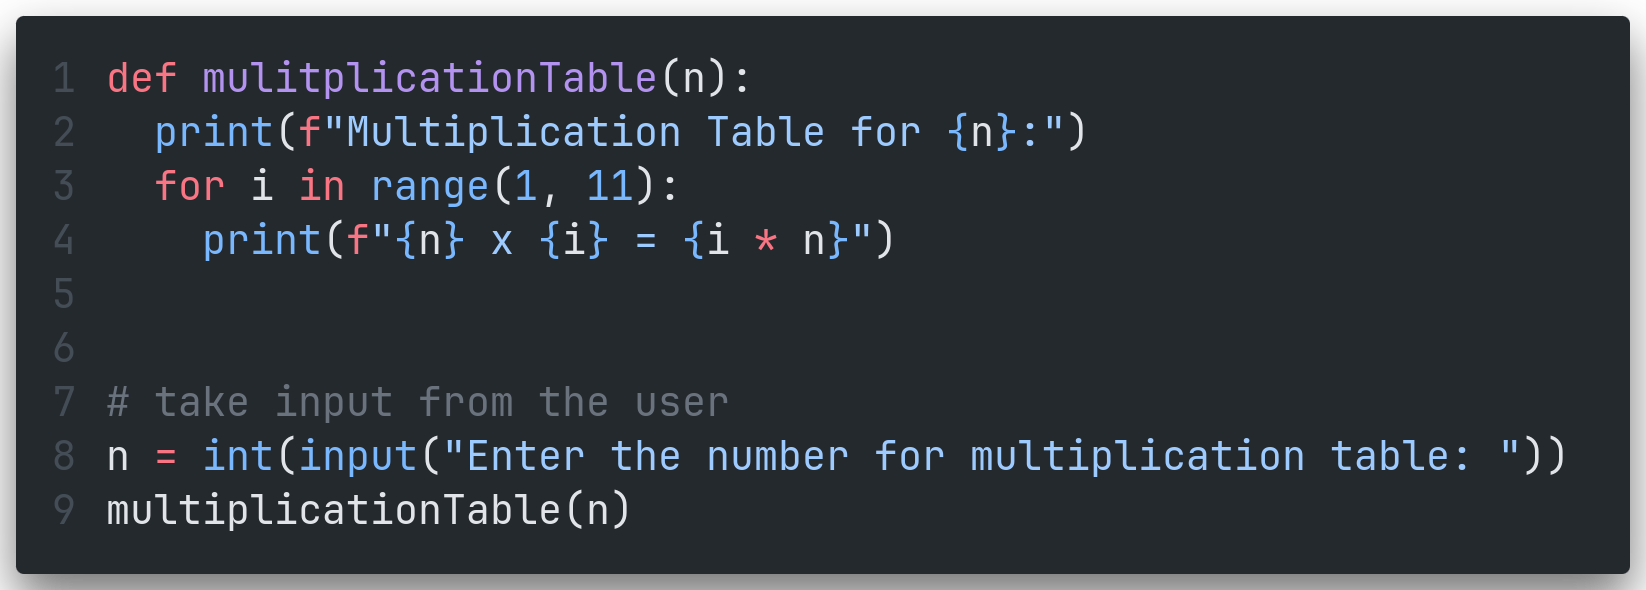 1 def mulitplicationTable(n):
2   print(f"Multiplication Table for {n}:")
3   for i in range(1, 11):
4     print(f"{n} x {i} = {i * n}")
5
6
7 # take input from the user
8 n = int(input("Enter the number for multiplication table: "))
9 multiplicationTable(n)